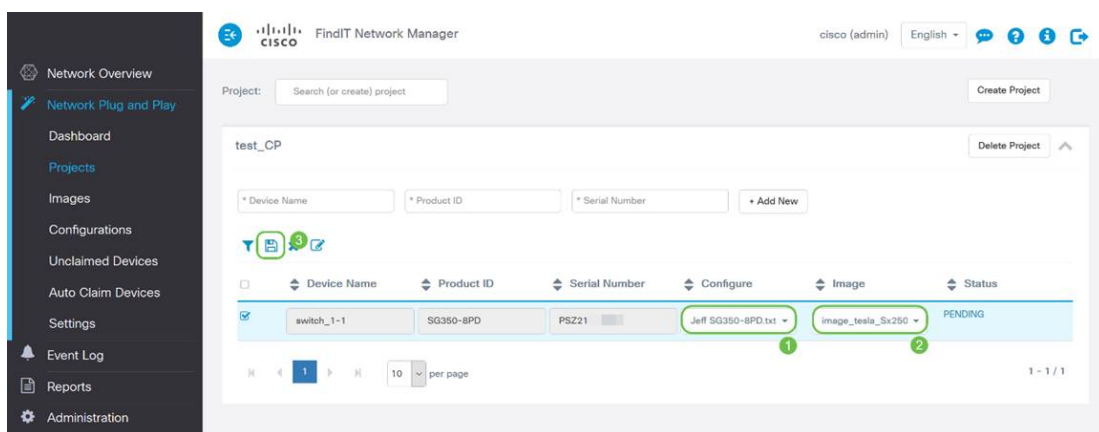 CISCO FindIT Network Manager cisco (admin) English
Network Overview
Network Plug and Play
Dashboard
Projects
Images
Configurations
Unclaimed Devices
Auto Claim Devices
Settings
Event Log
Reports
Administration
Project: Search (or create) project Create Project
test_CP Delete Project
* Device Name * Product ID * Serial Number + Add New
3
Device Name Product ID Serial Number Configure Image Status
switch_1-1 SG350-8PD PSZ21 Jeff SG350-8PD.txt image_tesla_Sx250 PENDING
1 2
1 10 per page 1 - 1 / 1